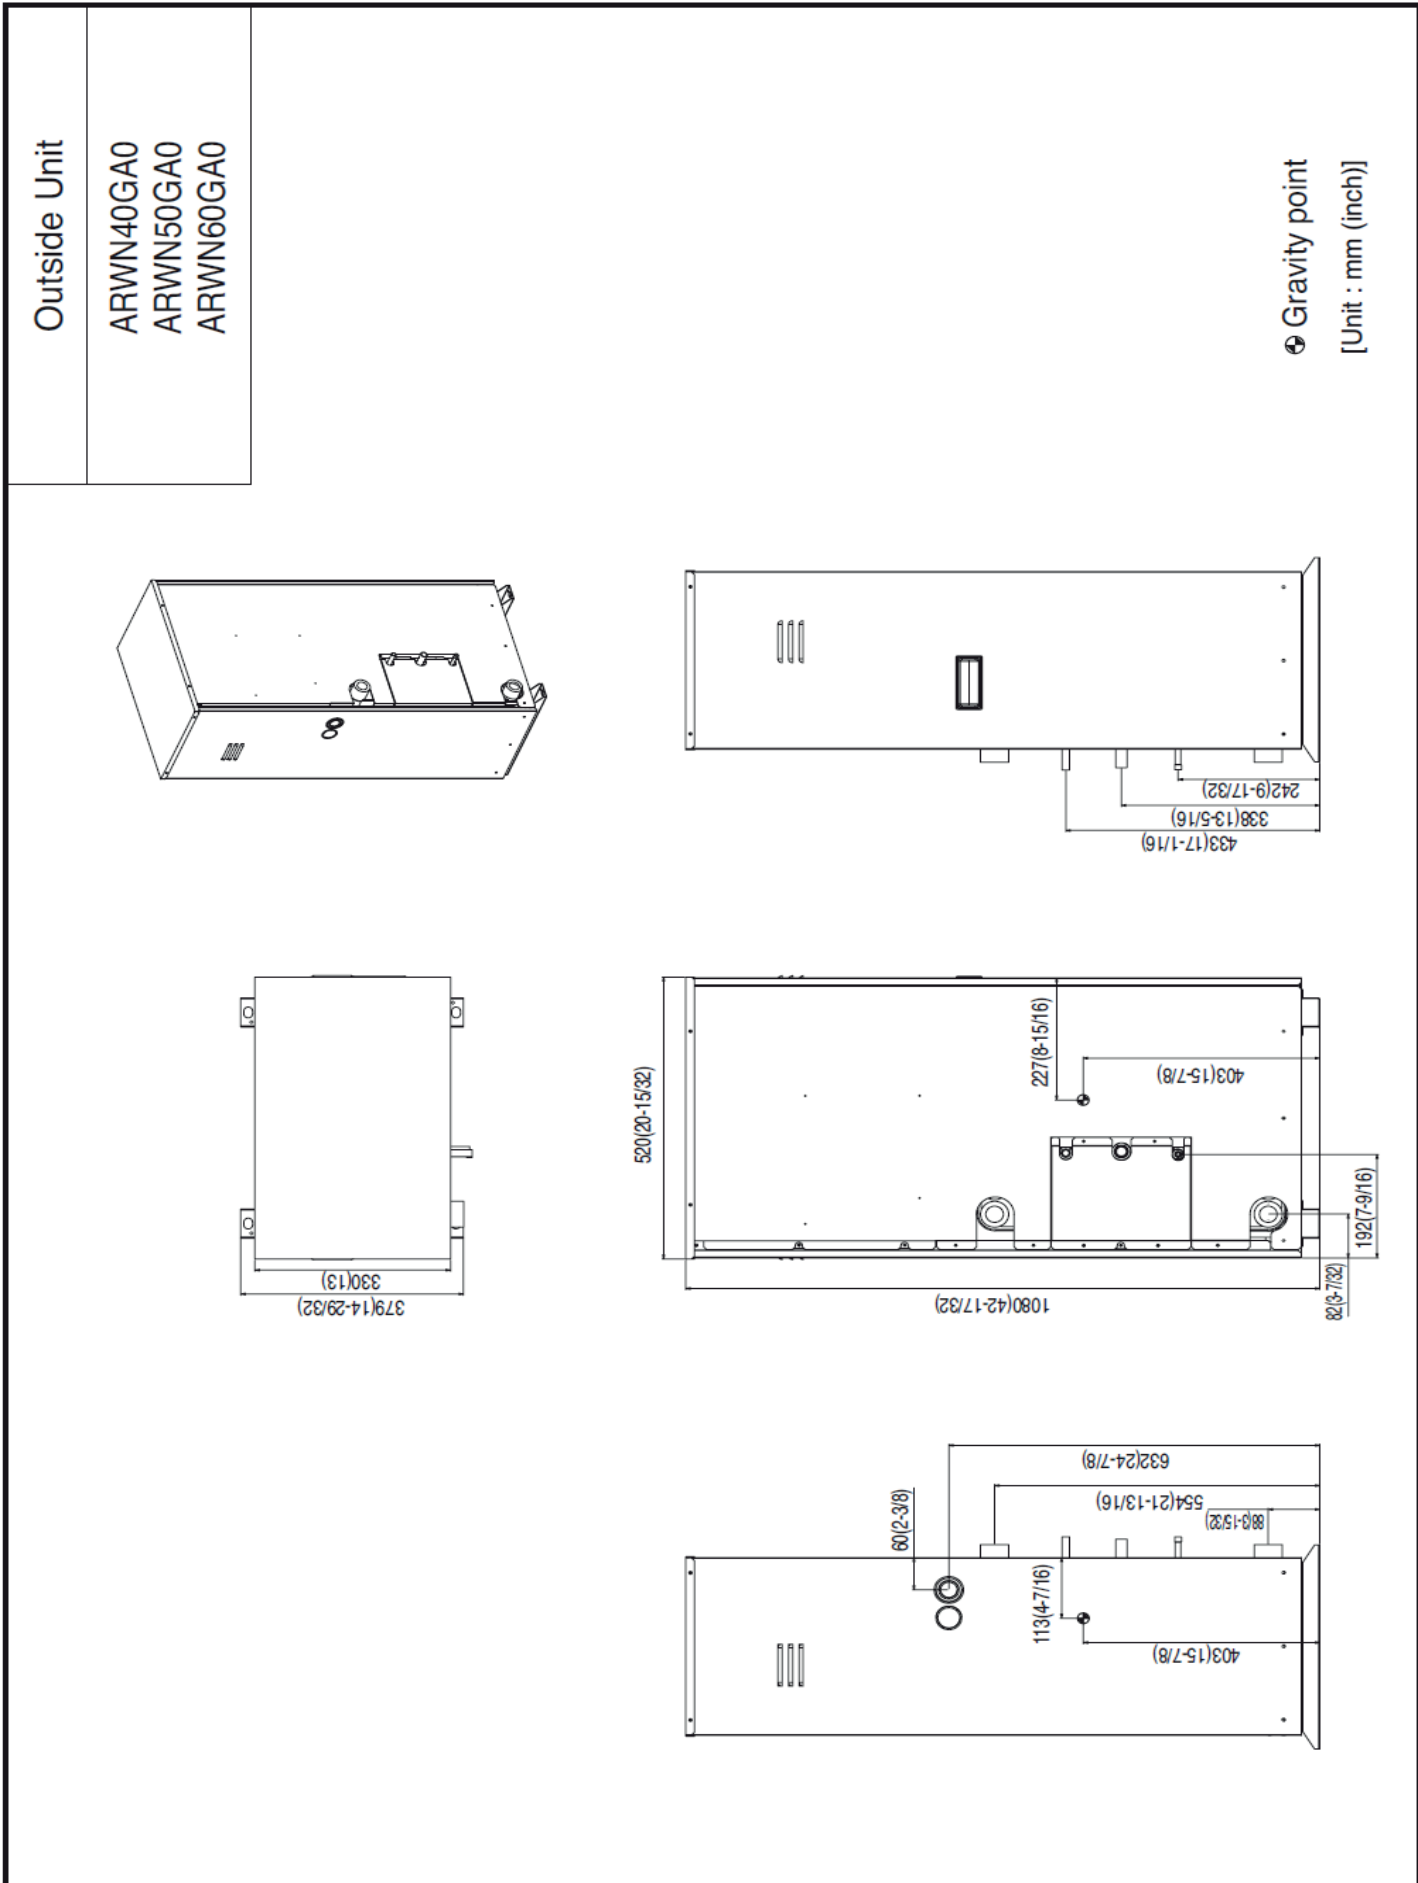 Outside Unit
ARWN40GA0
ARWN50GA0
ARWN60GA0
330(13)
379(14-29/32)
632(24-7/8)
554(21-13/16)
88(3-15/32)
60(2-3/8)
113(4-7/16)
403(15-7/8)
520(20-15/32)
227(8-15/16)
403(15-7/8)
1080(42-17/32)
192(7-9/16)
82(3-7/32)
242(9-17/32)
338(13-5/16)
433(17-1/16)
Gravity point
[Unit : mm (inch)]